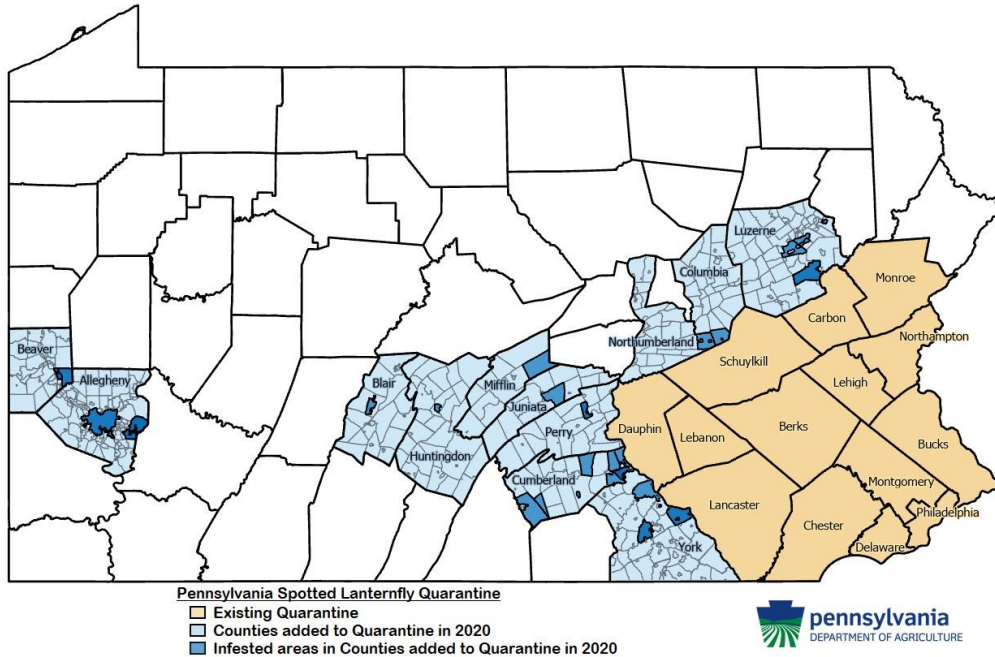 Luzerne
Columbia
Monroe
Carbon
Northampton
Northumberland
Beaver
Schuylkill
Allegheny
Blair
Mifflin
Lehigh
Juniata
Dauphin
Lebanon
Berks
Perry
Bucks
Huntingdon
Cumberland
Montgomery
Lancaster
Philadelphia
Chester
York
Delaware
Pennsylvania Spotted Lanternfly Quarantine
Existing Quarantine
Counties added to Quarantine in 2020
Infested areas in Counties added to Quarantine in 2020
pennsylvania
DEPARTMENT OF AGRICULTURE